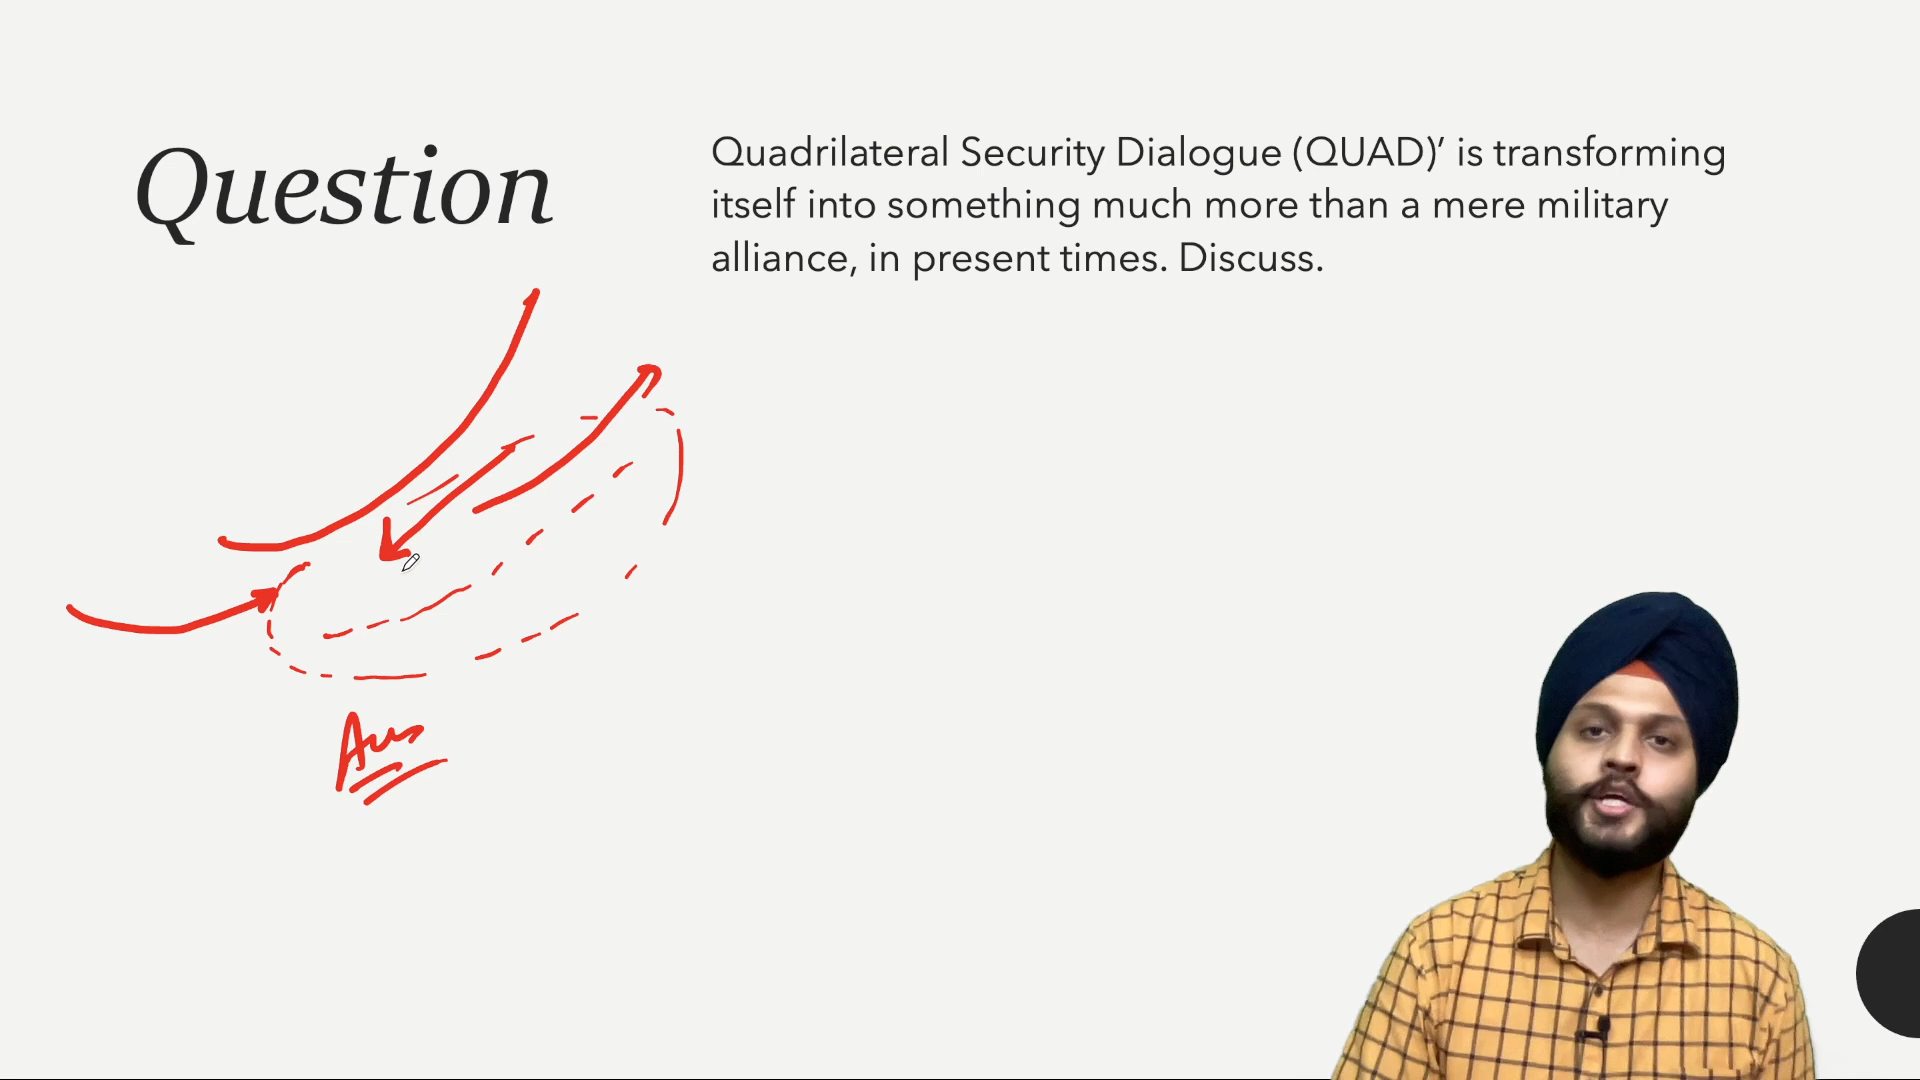 Question
Quadrilateral Security Dialogue (QUAD)’ is transforming
itself into something much more than a mere military
alliance, in present times. Discuss.
Aus